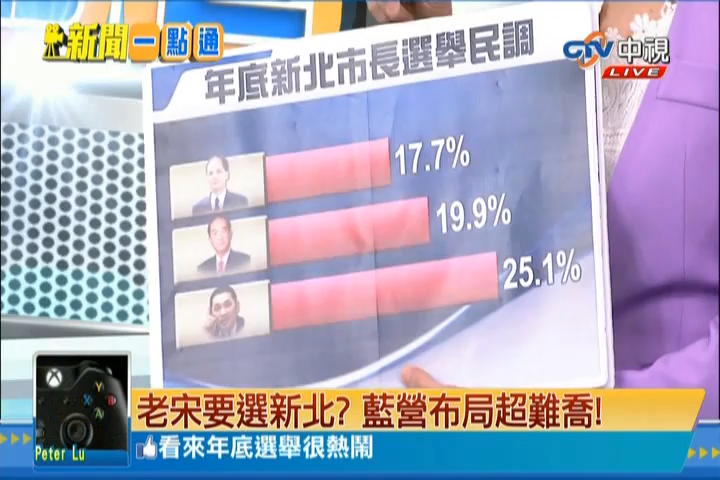 新聞一點通
CTV中視
LIVE
年底新北市長選舉民調
17.7%
19.9%
25.1%
老宋要選新北? 藍營布局超難喬!
看來年底選舉很熱鬧
Peter Lu
X
Y
B
A